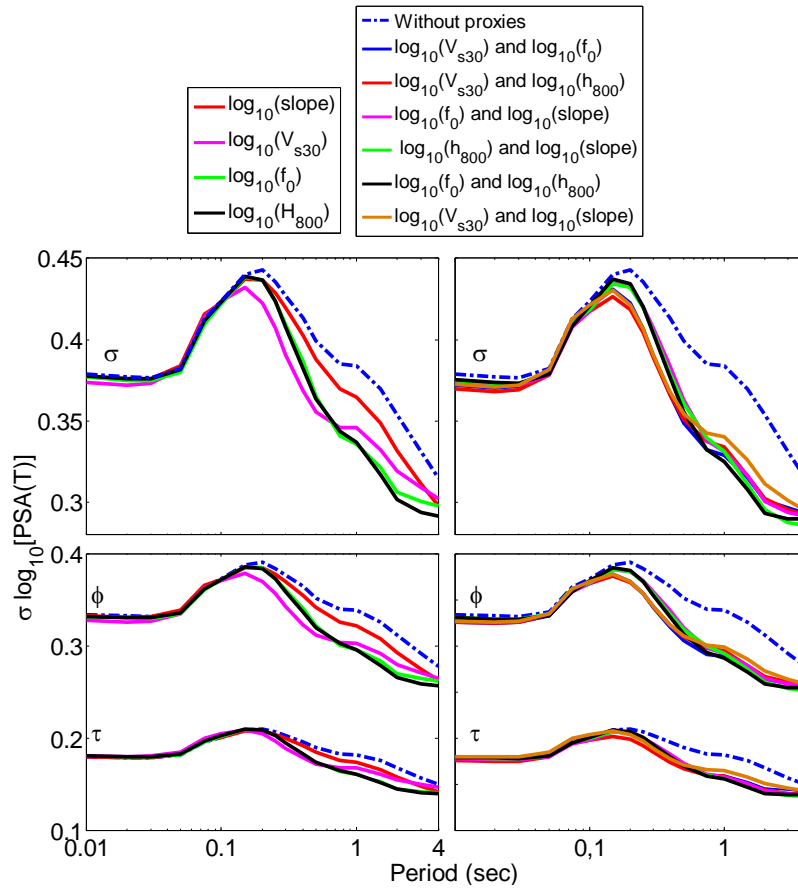 Without proxies
log10(Vs30) and log10(f0)
log10(Vs30) and log10(h800)
log10(f0) and log10(slope)
log10(h800) and log10(slope)
log10(f0) and log10(h800)
log10(Vs30) and log10(slope)
log10(slope)
log10(Vs30)
log10(f0)
log10(H800)
σ log10[PSA(T)]
0.45
0.4
0.35
0.3
σ
σ
0.4
0.3
0.2
0.1
ϕ
τ
ϕ
τ
0.01 0.1 1 4
0,1 1
Period (sec)